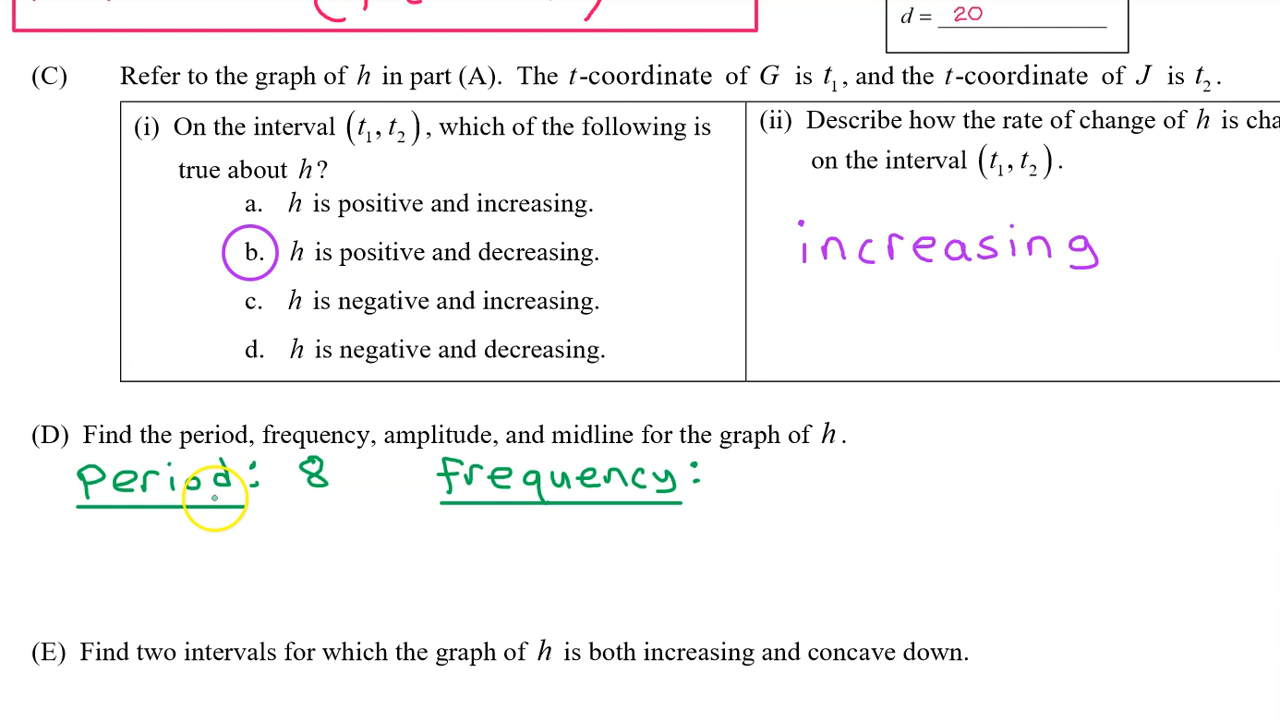 d = 20
(C) Refer to the graph of h in part (A). The t-coordinate of G is t₁, and the t-coordinate of J is t₂.
(i) On the interval (t₁, t₂), which of the following is
true about h?
a. h is positive and increasing.
b. h is positive and decreasing.
c. h is negative and increasing.
d. h is negative and decreasing.
(ii) Describe how the rate of change of h is cha
on the interval (t₁, t₂).
increasing
(D) Find the period, frequency, amplitude, and midline for the graph of h.
period: 8 frequency:
(E) Find two intervals for which the graph of h is both increasing and concave down.